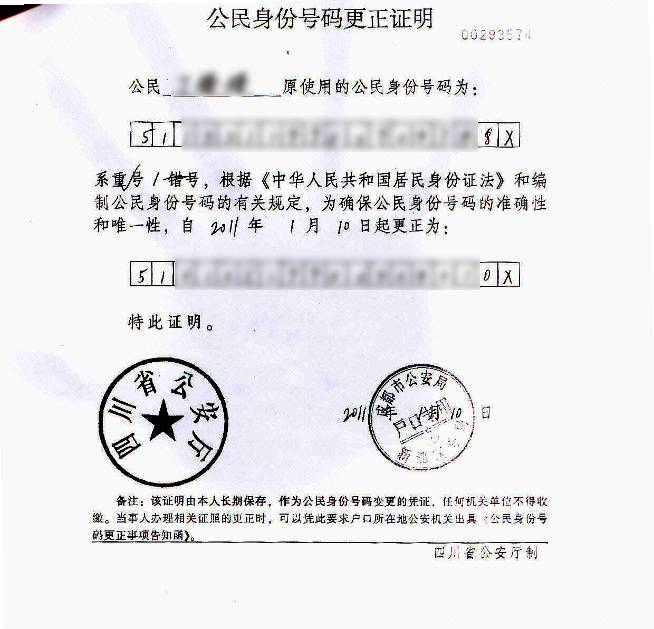 公民身份号码更正证明
00293574
公民 原使用的公民身份号码为：
51 8X
系重号/错号，根据《中华人民共和国居民身份证法》和编
制公民身份号码的有关规定，为确保公民身份号码的准确性
和唯一性，自 2011 年 1 月 10 日起更正为：
51 0X
特此证明。
四川省公安厅
市公安局
户口专用
2011 年 1月 10 日
备注：该证明由本人长期保存，作为公民身份号码变更的凭证，任何机关单位不得收
缴。当事人办理相关证照的更正时，可以凭此要求户口所在地公安机关出具《公民身份号
码更正事项告知函》。
四川省公安厅制